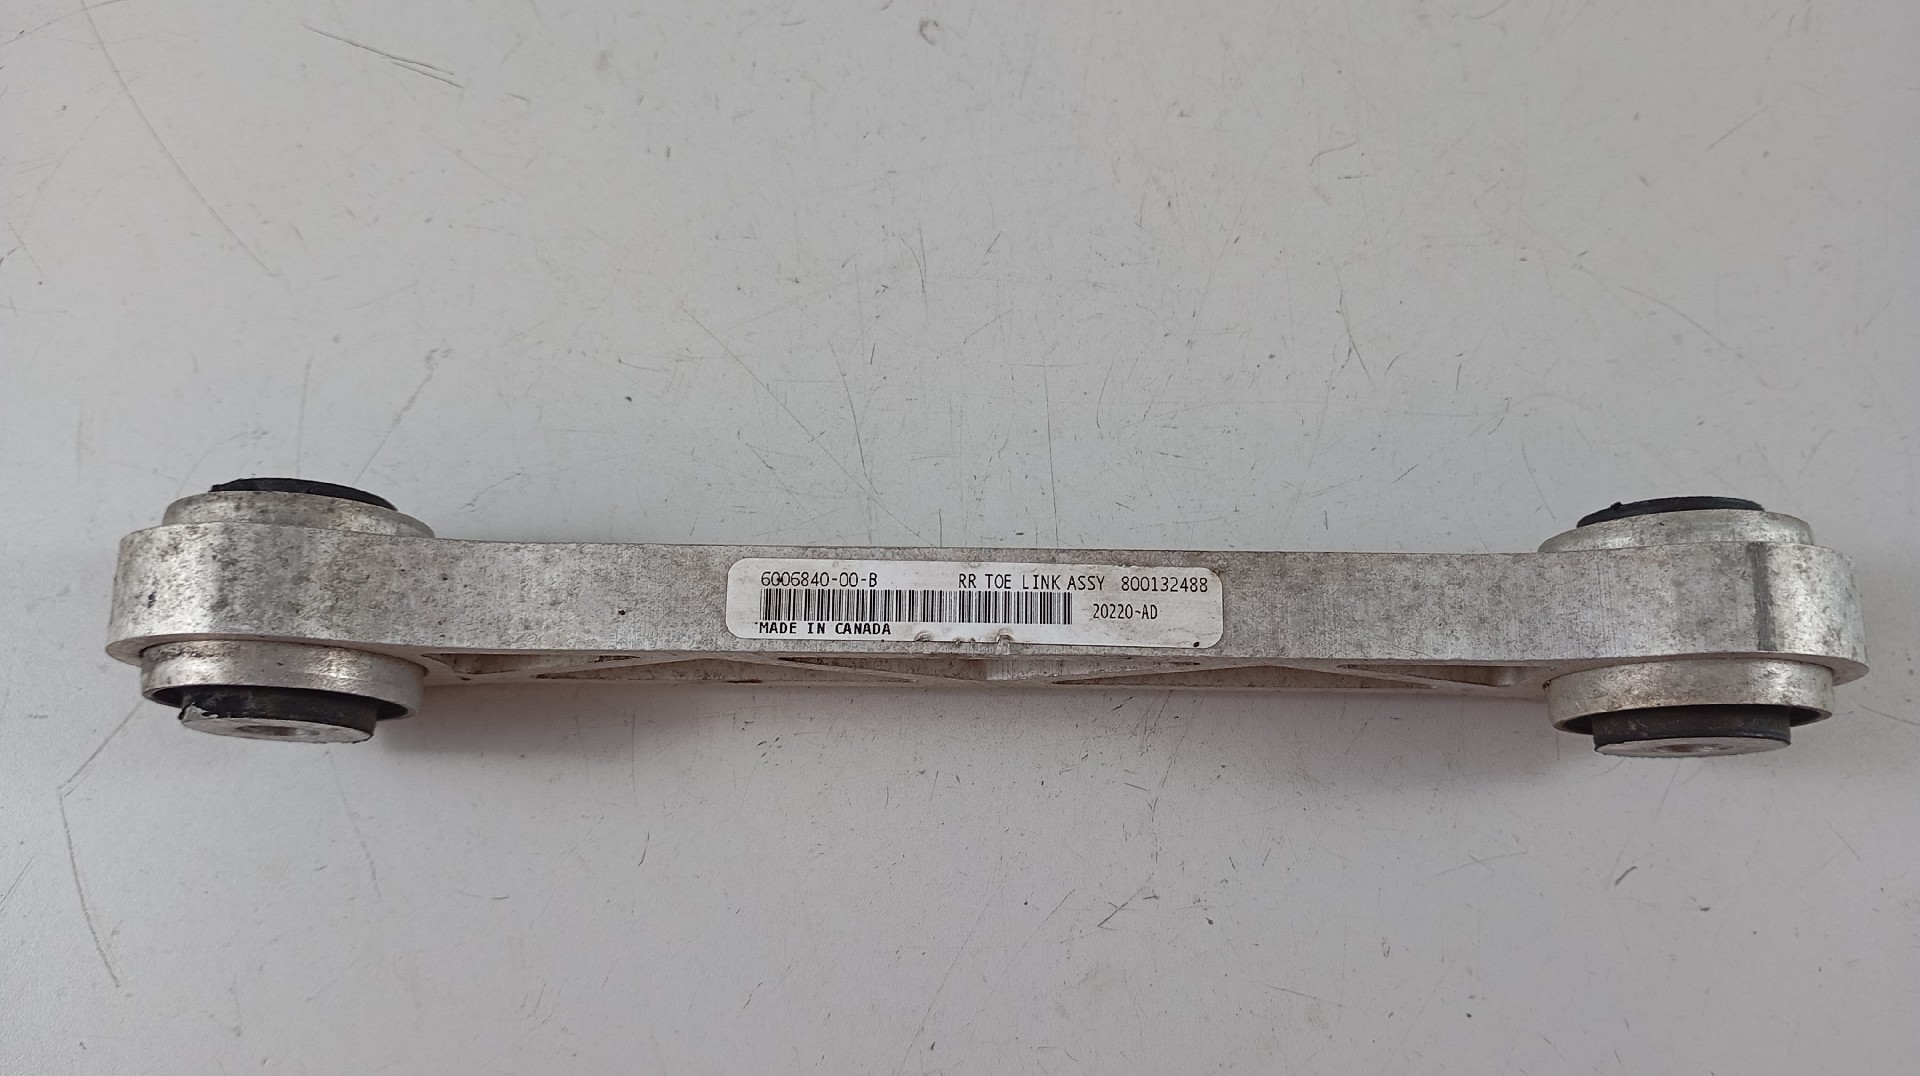 6006840-00-B RR TOE LINK ASSY 800132488
20220-AD
MADE IN CANADA